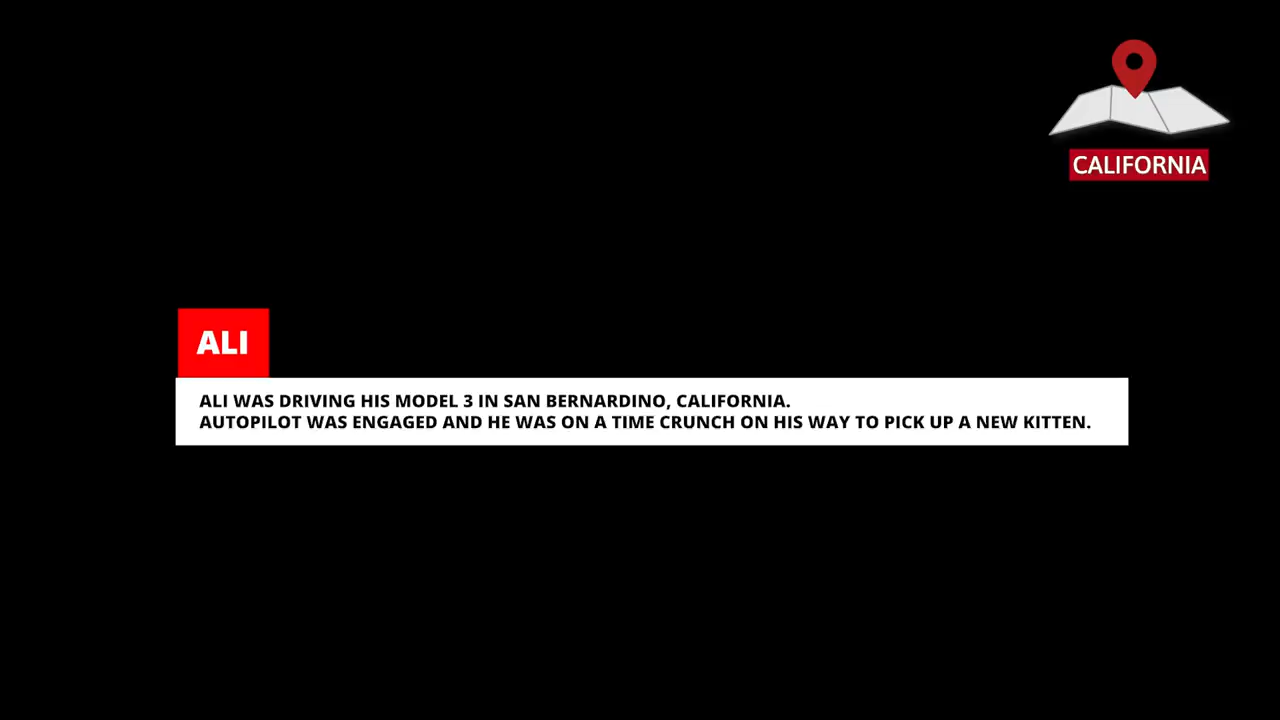 CALIFORNIA
ALI
ALI WAS DRIVING HIS MODEL 3 IN SAN BERNARDINO, CALIFORNIA.
AUTOPILOT WAS ENGAGED AND HE WAS ON A TIME CRUNCH ON HIS WAY TO PICK UP A NEW KITTEN.